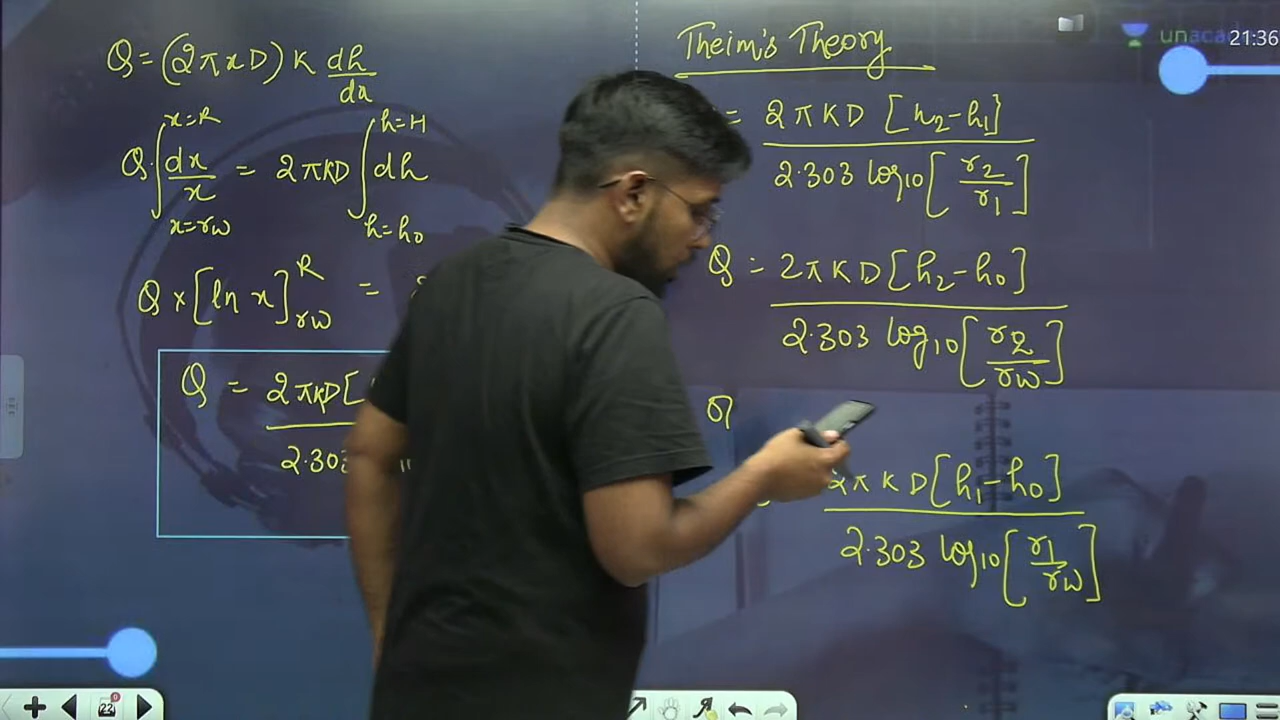 Q = (2πxD) K dh/dx
Q·∫ dx/x = 2πKD ∫ dh
x=R
x=rw
h=H
h=h0
Q × [ln x] R rw =
Q = 2πKD[
2.303
Theim's Theory
= 2πKD [h2-h1]
2.303 log10 [r2/r1]
Q = 2πKD [h2-h0]
2.303 log10 [r2/rw]
or
2πKD [h1-h0]
2.303 log10 [r1/rw]
unaca
21:36
22